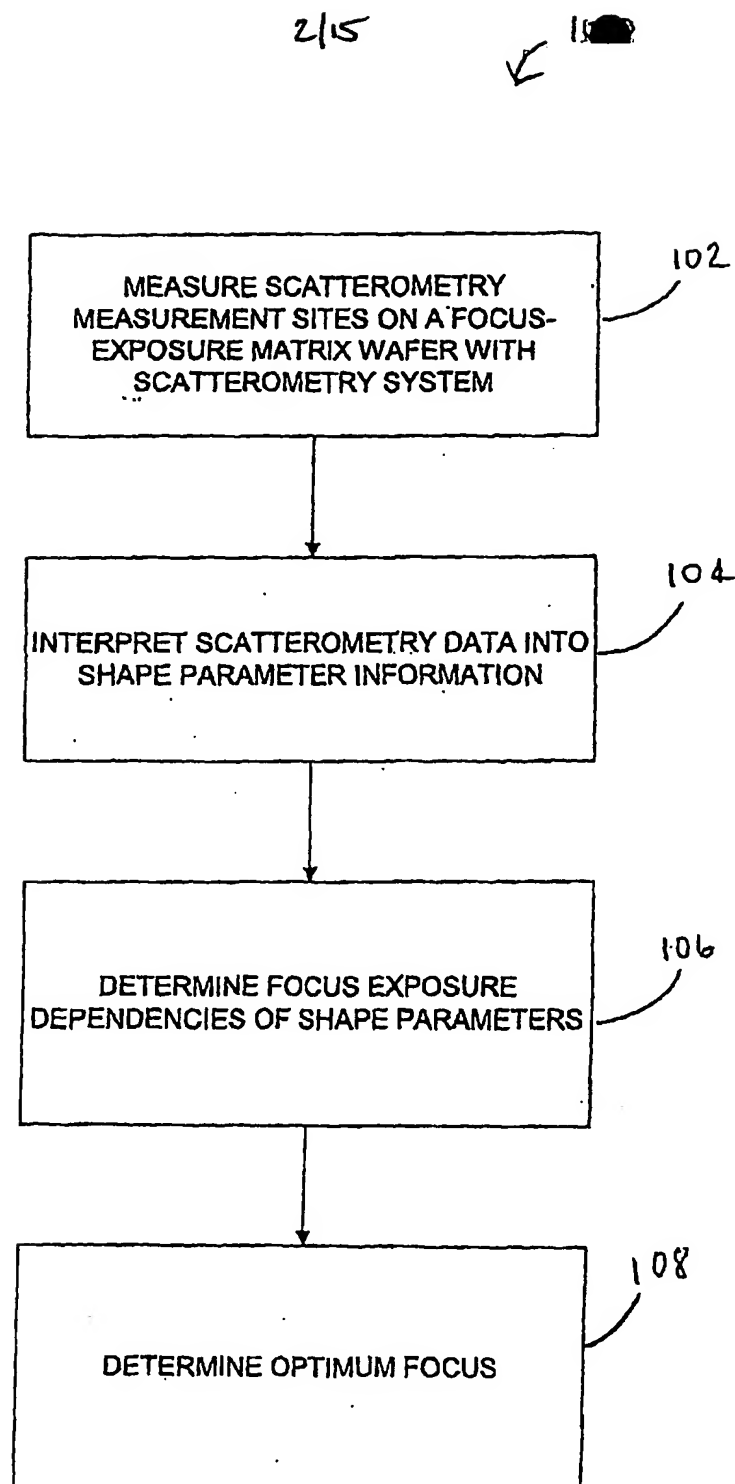 2/15
MEASURE SCATTEROMETRY
MEASUREMENT SITES ON A FOCUS-
EXPOSURE MATRIX WAFER WITH
SCATTEROMETRY SYSTEM
102
INTERPRET SCATTEROMETRY DATA INTO
SHAPE PARAMETER INFORMATION
104
DETERMINE FOCUS EXPOSURE
DEPENDENCIES OF SHAPE PARAMETERS
106
DETERMINE OPTIMUM FOCUS
108